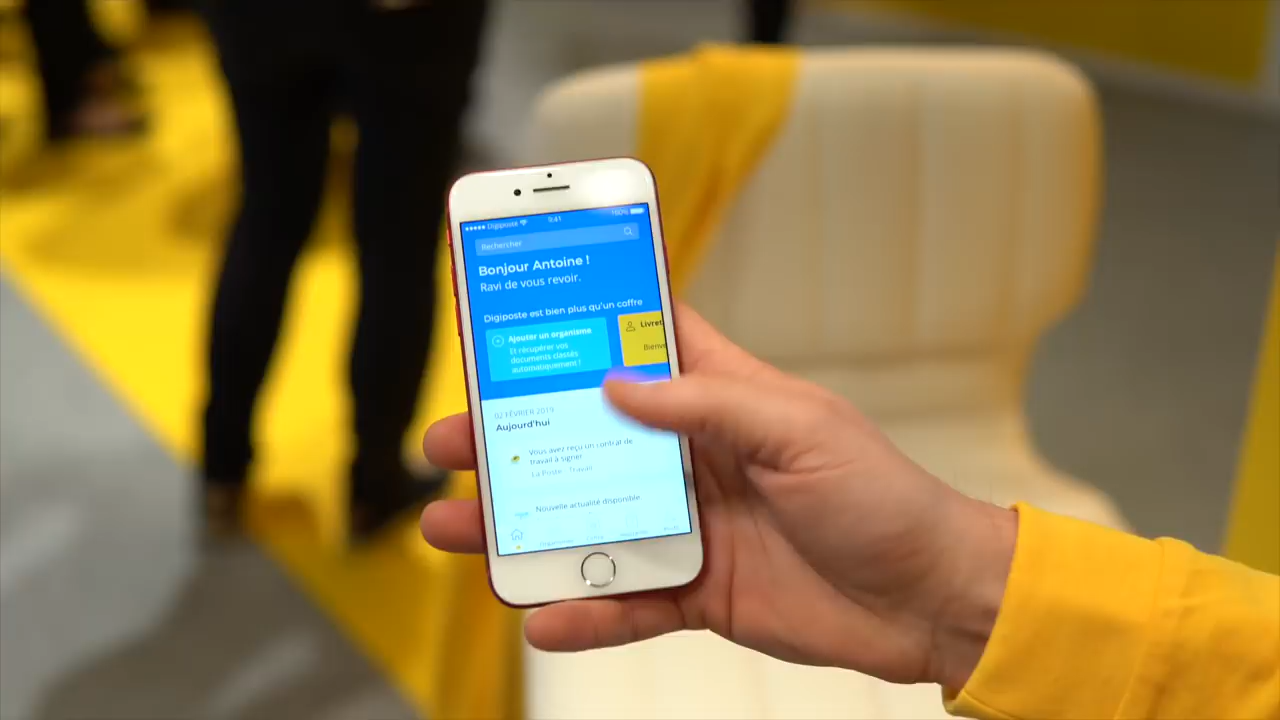 Digiposte 9:41 100%
Rechercher
Bonjour Antoine !
Ravi de vous revoir.
Digiposte est bien plus qu'un coffre
Ajouter un organisme
Et récupérer vos
documents classés
automatiquement !
Livret
Bienv
02 FÉVRIER 2019
Aujourd'hui
Vous avez reçu un contrat de
travail à signer
La Poste - Travail
Nouvelle actualité disponible